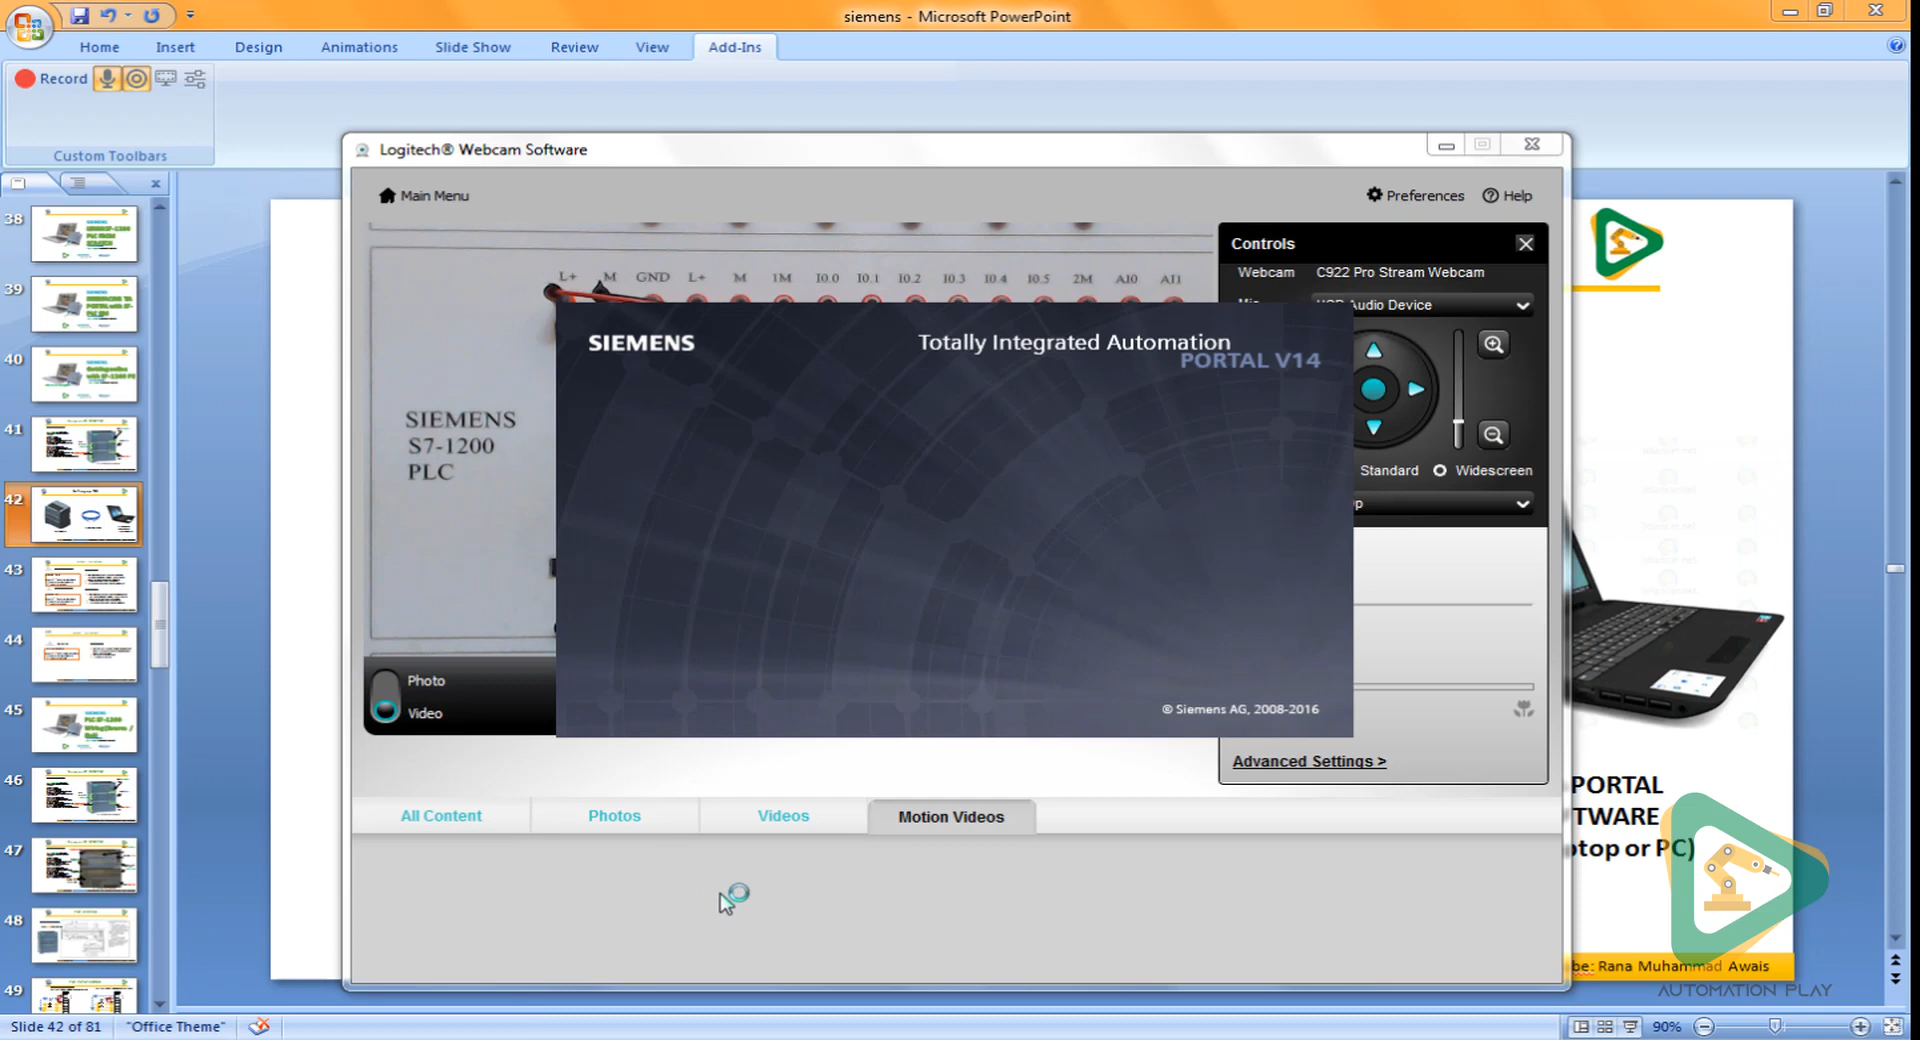 siemens - Microsoft PowerPoint
Home Insert Design Animations Slide Show Review View Add-Ins
Record
Custom Toolbars
38
39
40
41
42
43
44
45
46
47
48
49
Logitech® Webcam Software
Main Menu
Preferences
Help
L+ M GND L+ M 1M I0.0 I0.1 I0.2 I0.3 I0.4 I0.5 2M AI0 AI1
SIEMENS
S7-1200
PLC
Controls
Webcam C922 Pro Stream Webcam
Audio Device
Standard Widescreen
SIEMENS
Totally Integrated Automation
PORTAL V14
© Siemens AG, 2008-2016
Photo
Video
Advanced Settings >
All Content Photos Videos Motion Videos
PORTAL
TWARE
ptop or PC)
be: Rana Muhammad Awais
AUTOMATION PLAY
Slide 42 of 81 "Office Theme"
90%